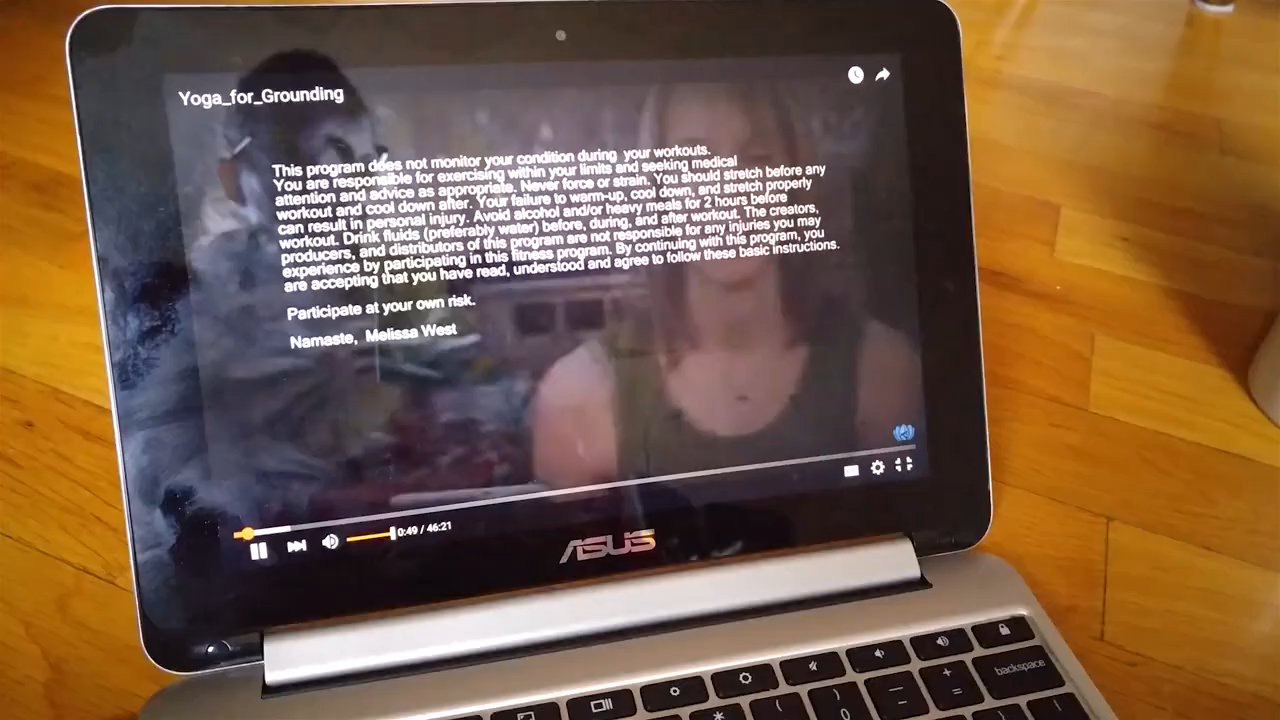 Yoga_for_Grounding
This program does not monitor your condition during your workouts.
You are responsible for exercising within your limits and seeking medical
attention and advice as appropriate. Never force or strain. You should stretch before any
workout and cool down after. Your failure to warm-up, cool down, and stretch properly
can result in personal injury. Avoid alcohol and/or heavy meals for 2 hours before
workout. Drink fluids (preferably water) before, during, and after workout. The creators,
producers, and distributors of this program are not responsible for any injuries you may
experience by participating in this fitness program. By continuing with this program, you
are accepting that you have read, understood and agree to follow these basic instructions.
Participate at your own risk.
Namaste, Melissa West
0:49 / 46:21
ASUS
backspace
* ( ) 0 — - + =